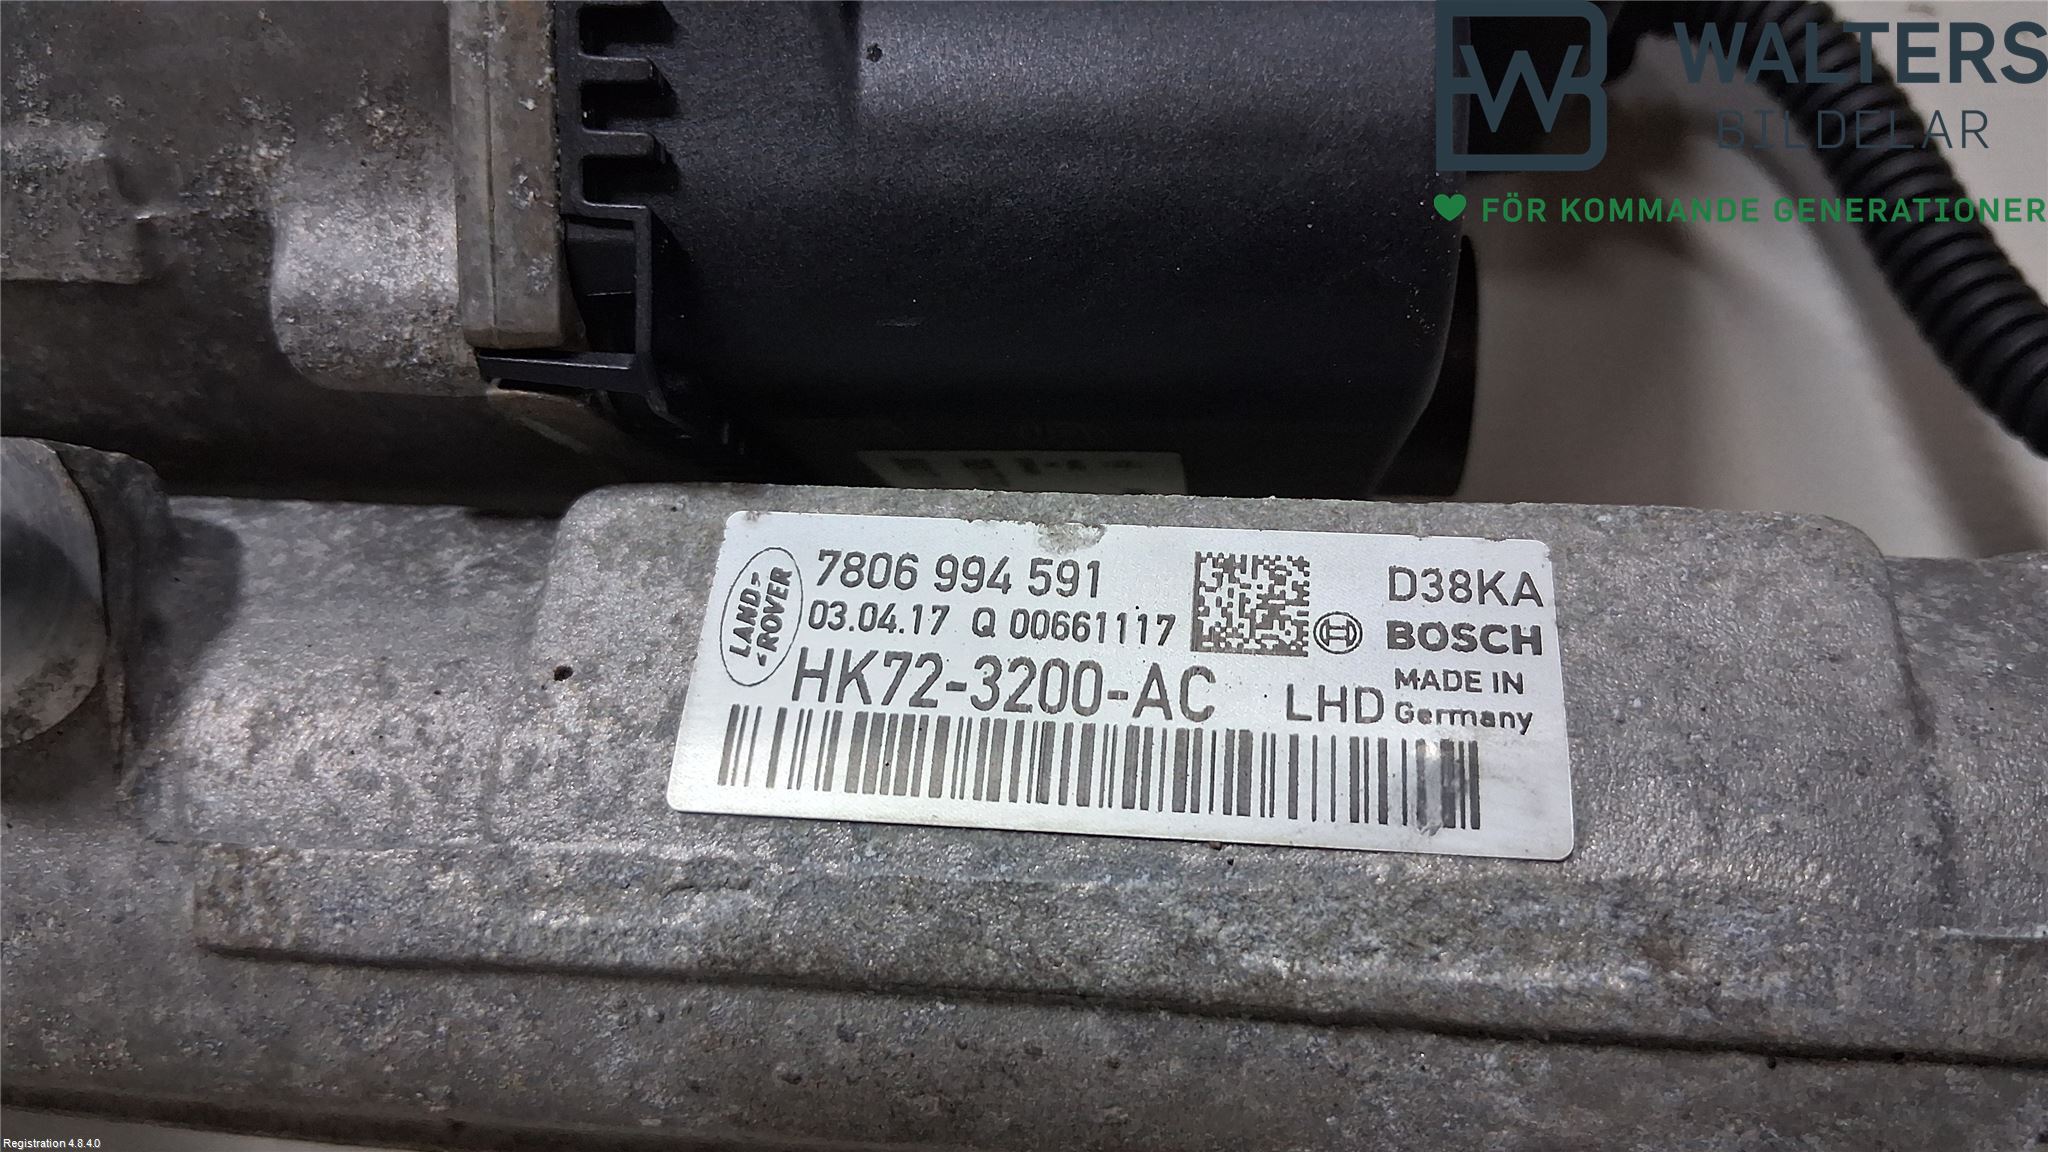 WALTERS
BILDELAR
FÖR KOMMANDE GENERATIONER
LAND-
-ROVER
7806 994 591
03.04.17 Q 00661117
HK72-3200-AC
LHD
D38KA
BOSCH
MADE IN
Germany
Registration 4.8.4.0